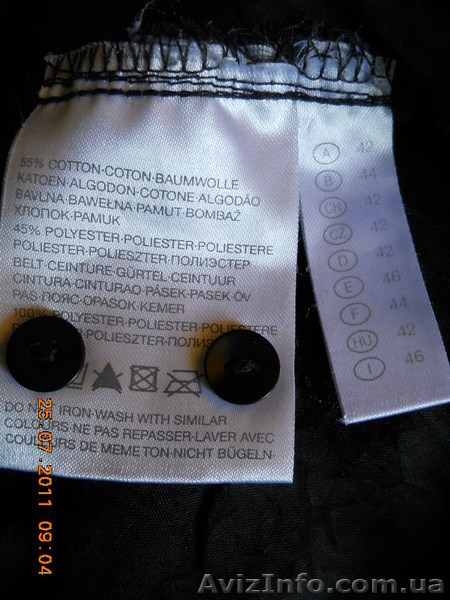 55% COTTON·COTON·BAUMWOLLE
KATOEN·ALGODON·COTONE·ALGODÃO
BAVLNA·BAWEŁNA·PAMUT·BOMBAŽ
ХЛОПОК·PAMUK
45% POLYESTER·POLIESTER·POLIESTERE
POLIESTER·POLIESZTER·ПОЛИЭСТЕР
BELT·CEINTURE·GÜRTEL·CEINTUUR
CINTURA·CINTURAO·PÁSEK·PASEK·ÖV
PAS·ПОЯС·OPASOK·KEMER
100% POLYESTER·POLIESTER·POLIESTERE
POLIESZTER
DO NOT IRON·WASH WITH SIMILAR
COLOURS·NE PAS REPASSER·LAVER AVEC
COULEURS DE MEME TON·NICHT BÜGELN·
A 42
B 44
CH 42
CZ 42
D 42
E 46
F 44
HU 42
I 46
25.07.2011 09:04
AvizInfo.com.ua